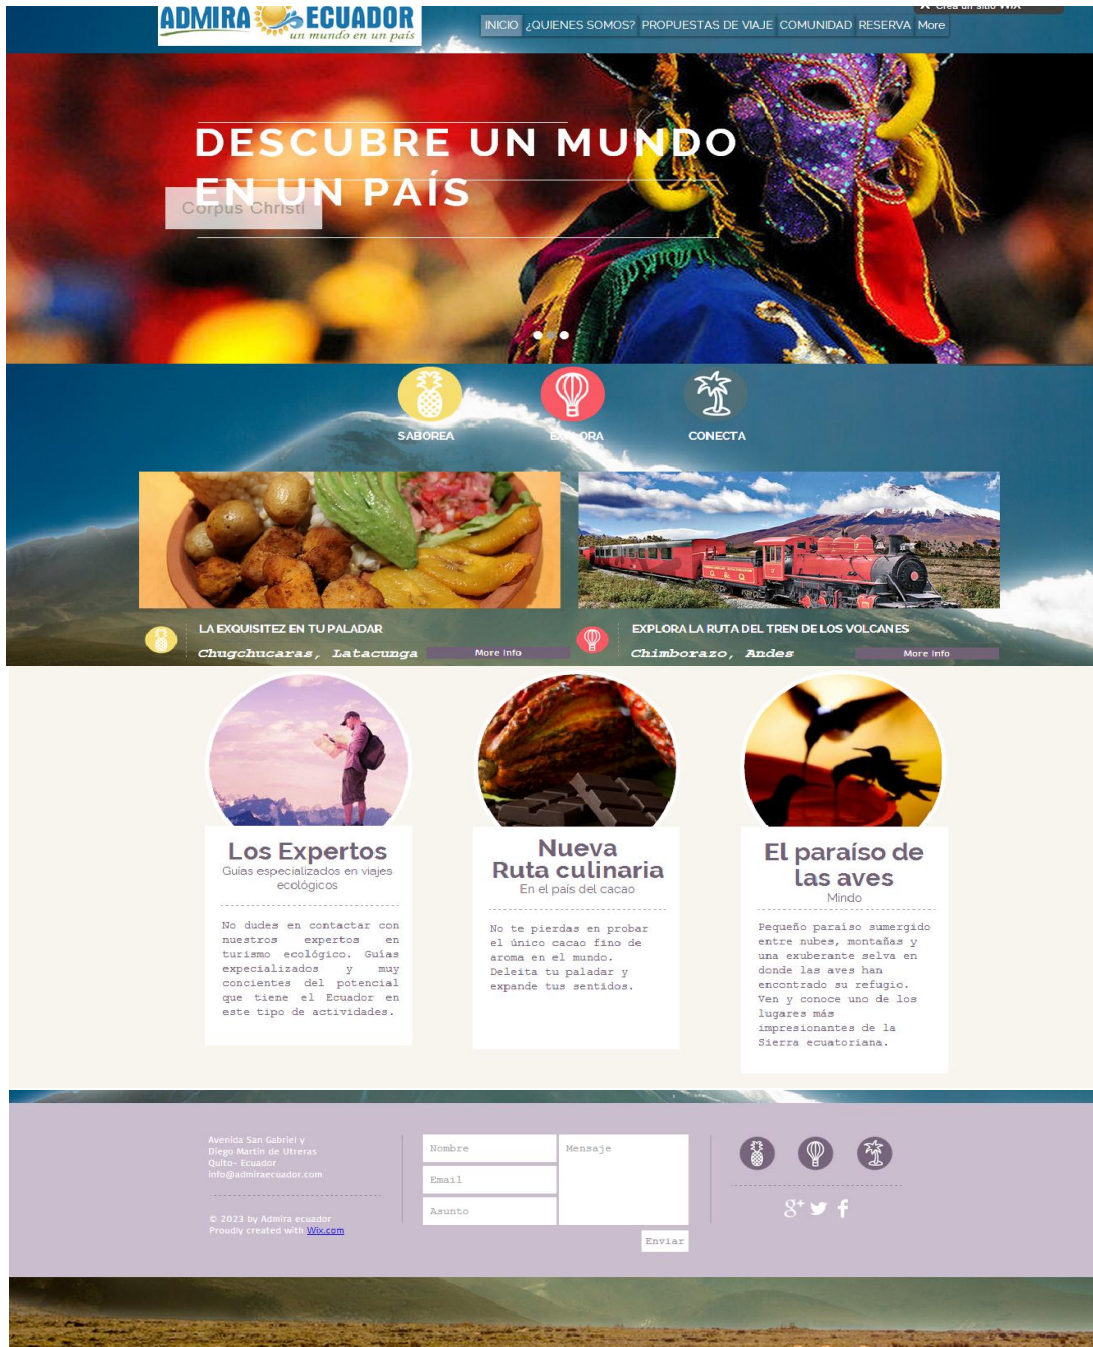 ADMIRA ECUADOR
un mundo en un país
Crea un sitio WIX
INICIO ¿QUIENES SOMOS? PROPUESTAS DE VIAJE COMUNIDAD RESERVA More
DESCUBRE UN MUNDO
EN UN PAÍS
Corpus Christi
SABOREA EXPLORA CONECTA
LA EXQUISITEZ EN TU PALADAR
Chugchucaras, Latacunga More Info
EXPLORA LA RUTA DEL TREN DE LOS VOLCANES
Chimborazo, Andes More Info
Los Expertos
Guías especializados en viajes
ecológicos
No dudes en contactar con
nuestros expertos en
turismo ecológico. Guías
expecializados y muy
concientes del potencial
que tiene el Ecuador en
este tipo de actividades.
Nueva
Ruta culinaria
En el país del cacao
No te pierdas en probar
el único cacao fino de
aroma en el mundo.
Deleita tu paladar y
expande tus sentidos.
El paraíso de
las aves
Mindo
Pequeño paraíso sumergido
entre nubes, montañas y
una exuberante selva en
donde las aves han
encontrado su refugio.
Ven y conoce uno de los
lugares más
impresionantes de la
Sierra ecuatoriana.
Avenida San Gabriel y
Diego Martin de Utreras
Quito- Ecuador
info@admiraecuador.com
© 2023 by Admira ecuador
Proudly created with Wix.com
Nombre
Email
Asunto
Mensaje
Enviar